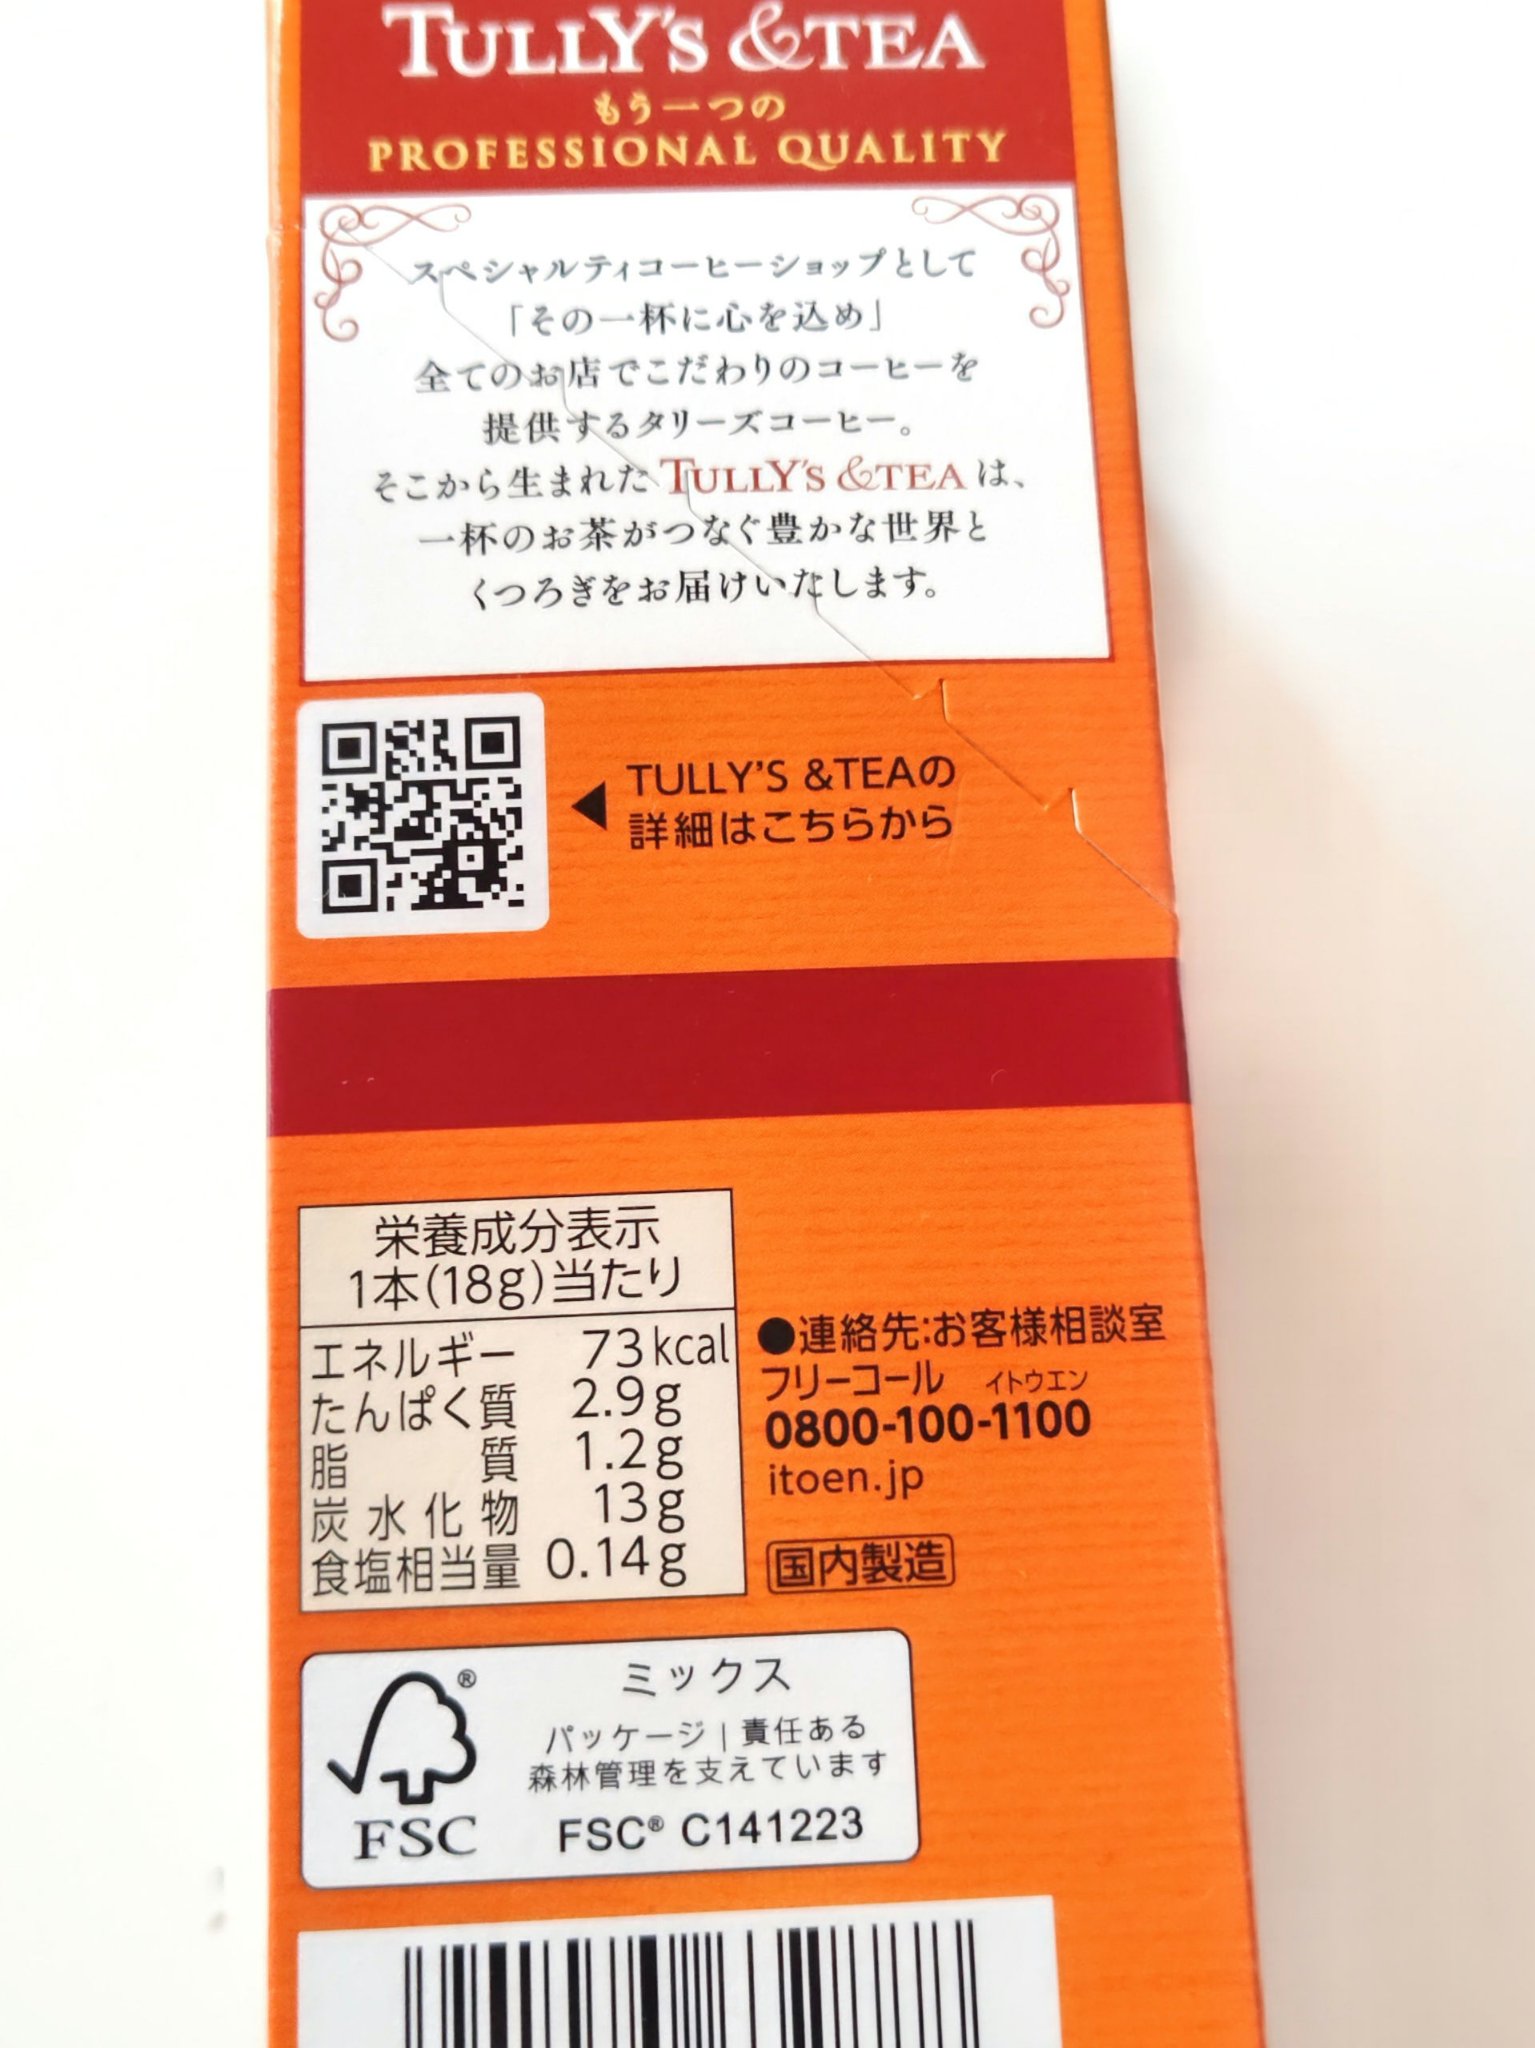 TULLY'S &TEA
もう一つの
PROFESSIONAL QUALITY
スペシャルティコーヒーショップとして
「その一杯に心を込め」
全てのお店でこだわりのコーヒーを
提供するタリーズコーヒー。
そこから生まれた TULLY'S &TEA は、
一杯のお茶がつなぐ豊かな世界と
くつろぎをお届けいたします。
◀ TULLY'S &TEAの
詳細はこちらから
栄養成分表示
1本(18g)当たり
エネルギー 73kcal
たんぱく質 2.9g
脂質 1.2g
炭水化物 13g
食塩相当量 0.14g
●連絡先:お客様相談室
フリーコール イトウエン
0800-100-1100
itoen.jp
国内製造
® ミックス
パッケージ | 責任ある
森林管理を支えています
FSC FSC® C141223